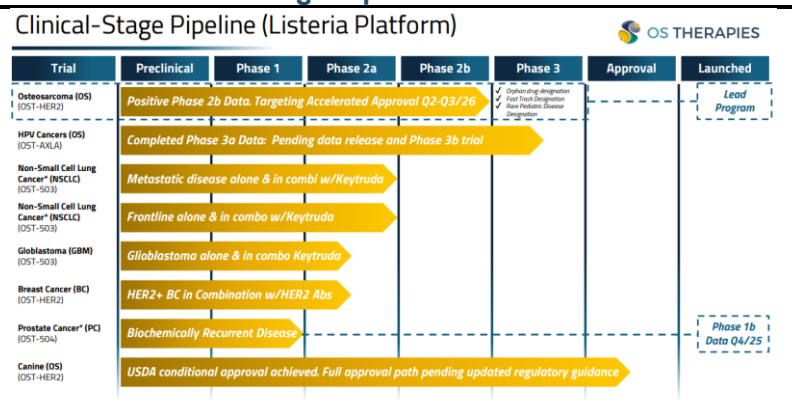 Clinical-Stage Pipeline (Listeria Platform)
OS THERAPIES
Trial Preclinical Phase 1 Phase 2a Phase 2b Phase 3 Approval Launched
Osteosarcoma (OS)
(OST-HER2)
Positive Phase 2b Data. Targeting Accelerated Approval Q2-Q3/26
✓ Orphan drug designation
✓ Fast Track Designation
✓ Rare Pediatric Disease
Designation
Lead
Program
HPV Cancers (OS)
(OST-AXLA)
Completed Phase 3a Data: Pending data release and Phase 3b trial
Non-Small Cell Lung
Cancer* (NSCLC)
(OST-503)
Metastatic disease alone & in combi w/Keytruda
Non-Small Cell Lung
Cancer* (NSCLC)
(OST-503)
Frontline alone & in combo w/Keytruda
Globlastoma (GBM)
(OST-503)
Glioblastoma alone & in combo Keytruda
Breast Cancer (BC)
(OST-HER2)
HER2+ BC in Combination w/HER2 Abs
Prostate Cancer* (PC)
(OST-504)
Biochemically Recurrent Disease
Phase 1b
Data Q4/25
Canine (OS)
(OST-HER2)
USDA conditional approval achieved. Full approval path pending updated regulatory guidance